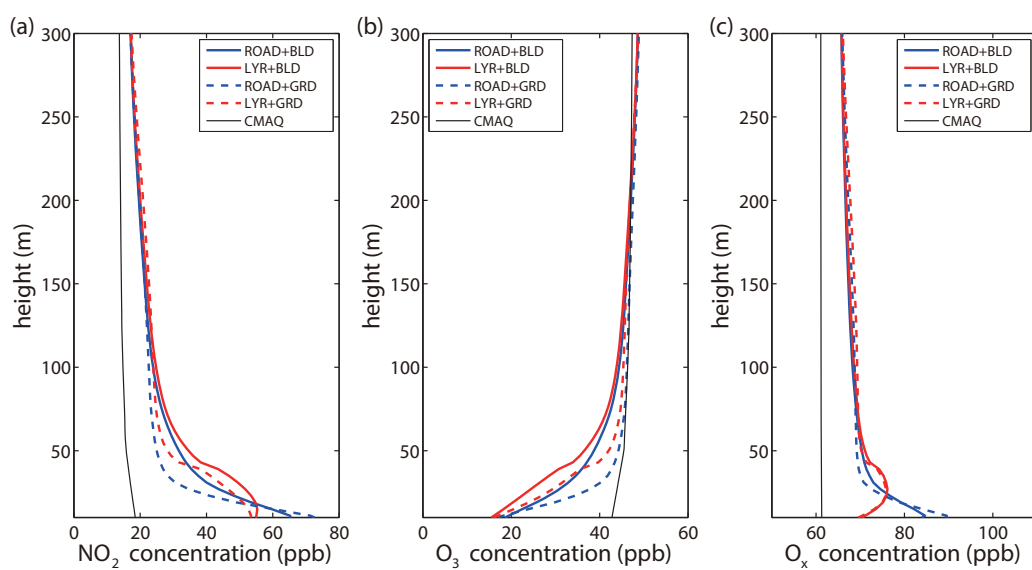 (a)
300
250
200
150
100
50
0
20
40
60
80
height (m)
NO2 concentration (ppb)
ROAD+BLD
LYR+BLD
ROAD+GRD
LYR+GRD
CMAQ
(b)
300
250
200
150
100
50
0
20
40
60
height (m)
O3 concentration (ppb)
ROAD+BLD
LYR+BLD
ROAD+GRD
LYR+GRD
CMAQ
(c)
300
250
200
150
100
50
60
80
100
height (m)
Ox concentration (ppb)
ROAD+BLD
LYR+BLD
ROAD+GRD
LYR+GRD
CMAQ